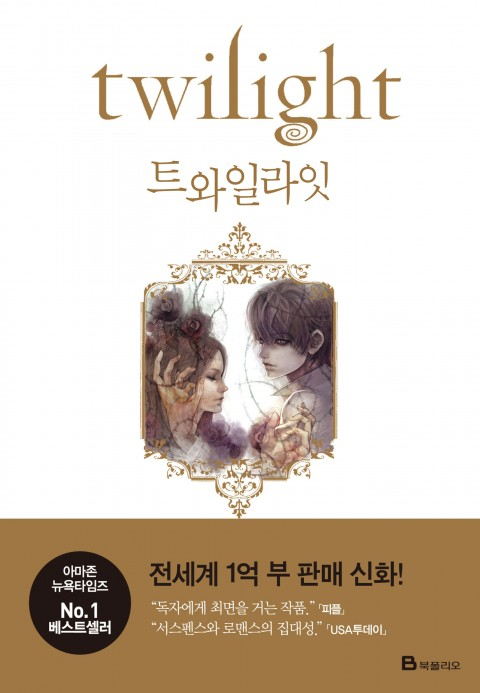 twilight
트와일라잇
아마존
뉴욕타임즈
No.1
베스트셀러
전세계 1억 부 판매 신화!
“독자에게 최면을 거는 작품.”「피플」
“서스펜스와 로맨스의 집대성.”「USA투데이」
B 북폴리오